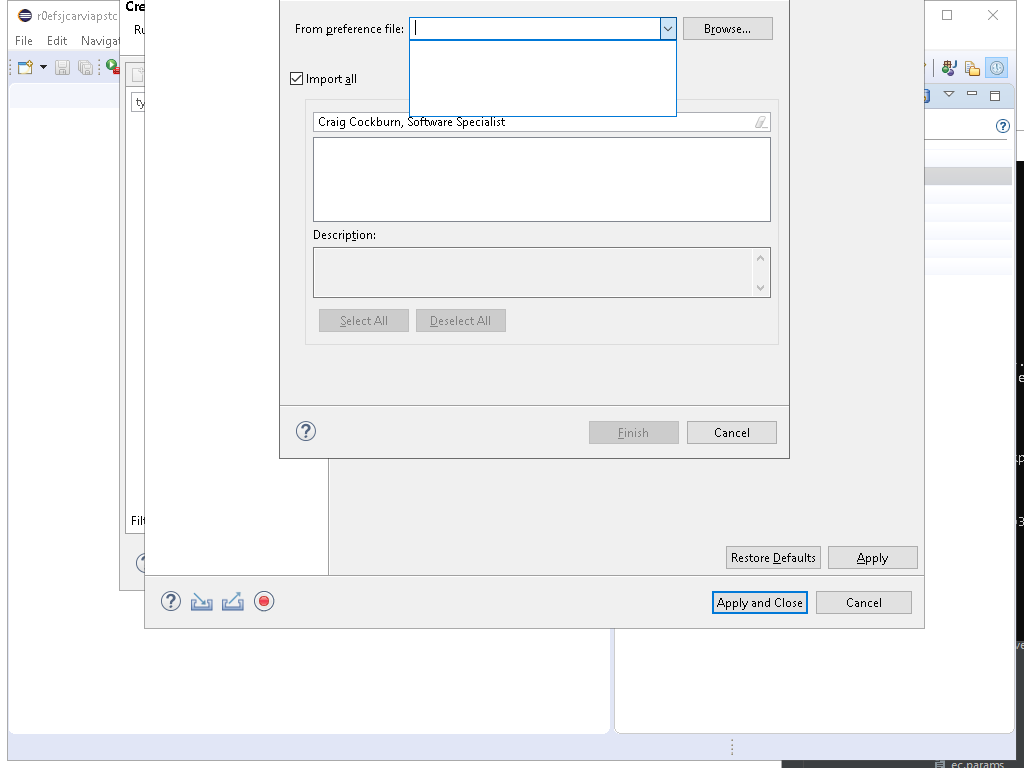 r0efsjcarviapstc
Cre
Ru
File Edit Naviga
From preference file:
Browse...
Import all
ty
Craig Cockburn, Software Specialist
Description:
Select All
Deselect All
Finish
Cancel
Filt
Restore Defaults
Apply
Apply and Close
Cancel
ec.params